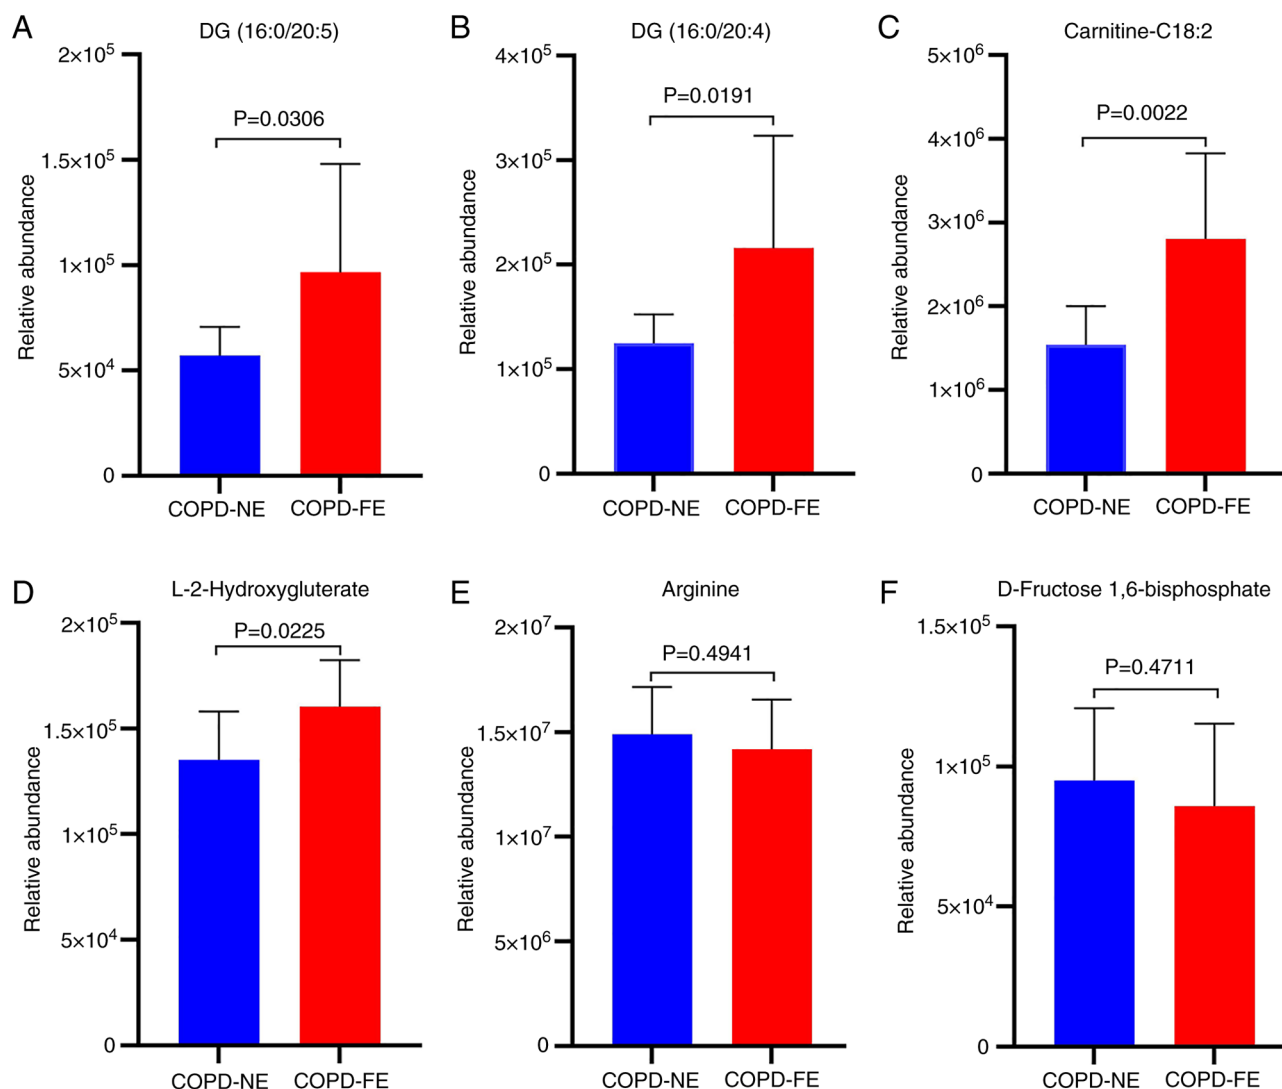 A
DG (16:0/20:5)
2×10⁵
1.5×10⁵
1×10⁵
5×10⁴
0
Relative abundance
P=0.0306
COPD-NE COPD-FE
B
DG (16:0/20:4)
4×10⁵
3×10⁵
2×10⁵
1×10⁵
0
Relative abundance
P=0.0191
COPD-NE COPD-FE
C
Carnitine-C18:2
5×10⁶
4×10⁶
3×10⁶
2×10⁶
1×10⁶
0
Relative abundance
P=0.0022
COPD-NE COPD-FE
D
L-2-Hydroxygluterate
2×10⁵
1.5×10⁵
1×10⁵
5×10⁴
0
Relative abundance
P=0.0225
COPD-NE COPD-FE
E
Arginine
2×10⁷
1.5×10⁷
1×10⁷
5×10⁶
0
Relative abundance
P=0.4941
COPD-NE COPD-FE
F
D-Fructose 1,6-bisphosphate
1.5×10⁵
1×10⁵
5×10⁴
0
Relative abundance
P=0.4711
COPD-NE COPD-FE